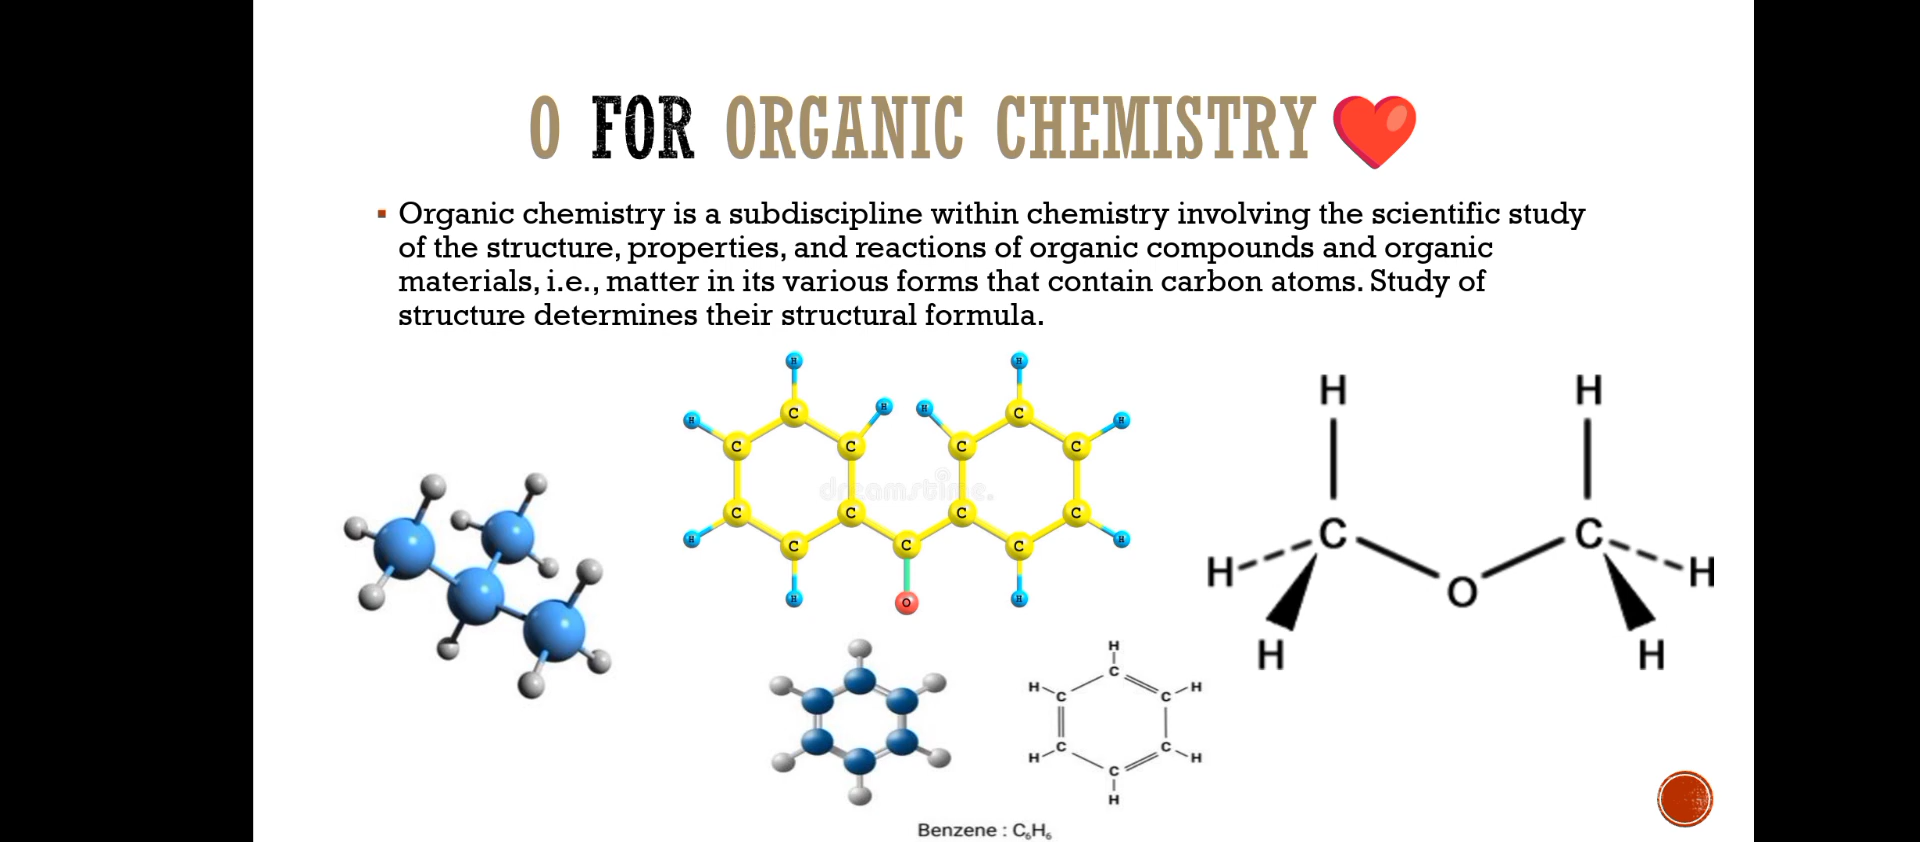 O FOR ORGANIC CHEMISTRY
Organic chemistry is a subdiscipline within chemistry involving the scientific study
of the structure, properties, and reactions of organic compounds and organic
materials, i.e., matter in its various forms that contain carbon atoms. Study of
structure determines their structural formula.
H H
H H H H
C C
C C C C
C C C C
C C C
H H
H H
O
dreamstime.
H H
C C
H H
O
H H
H
C
H C C H
H C C H
C
H
Benzene : C₆H₆